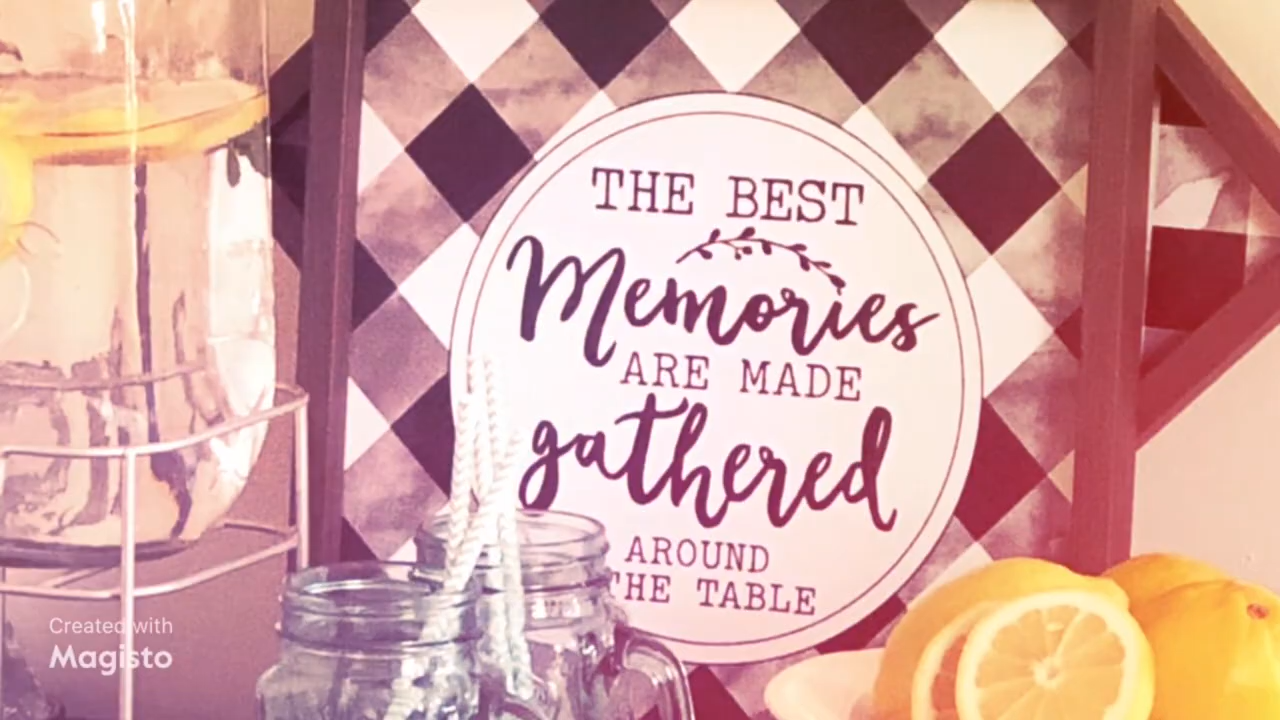 THE BEST
Memories
ARE MADE
gathered
AROUND
THE TABLE
Created with
Magisto